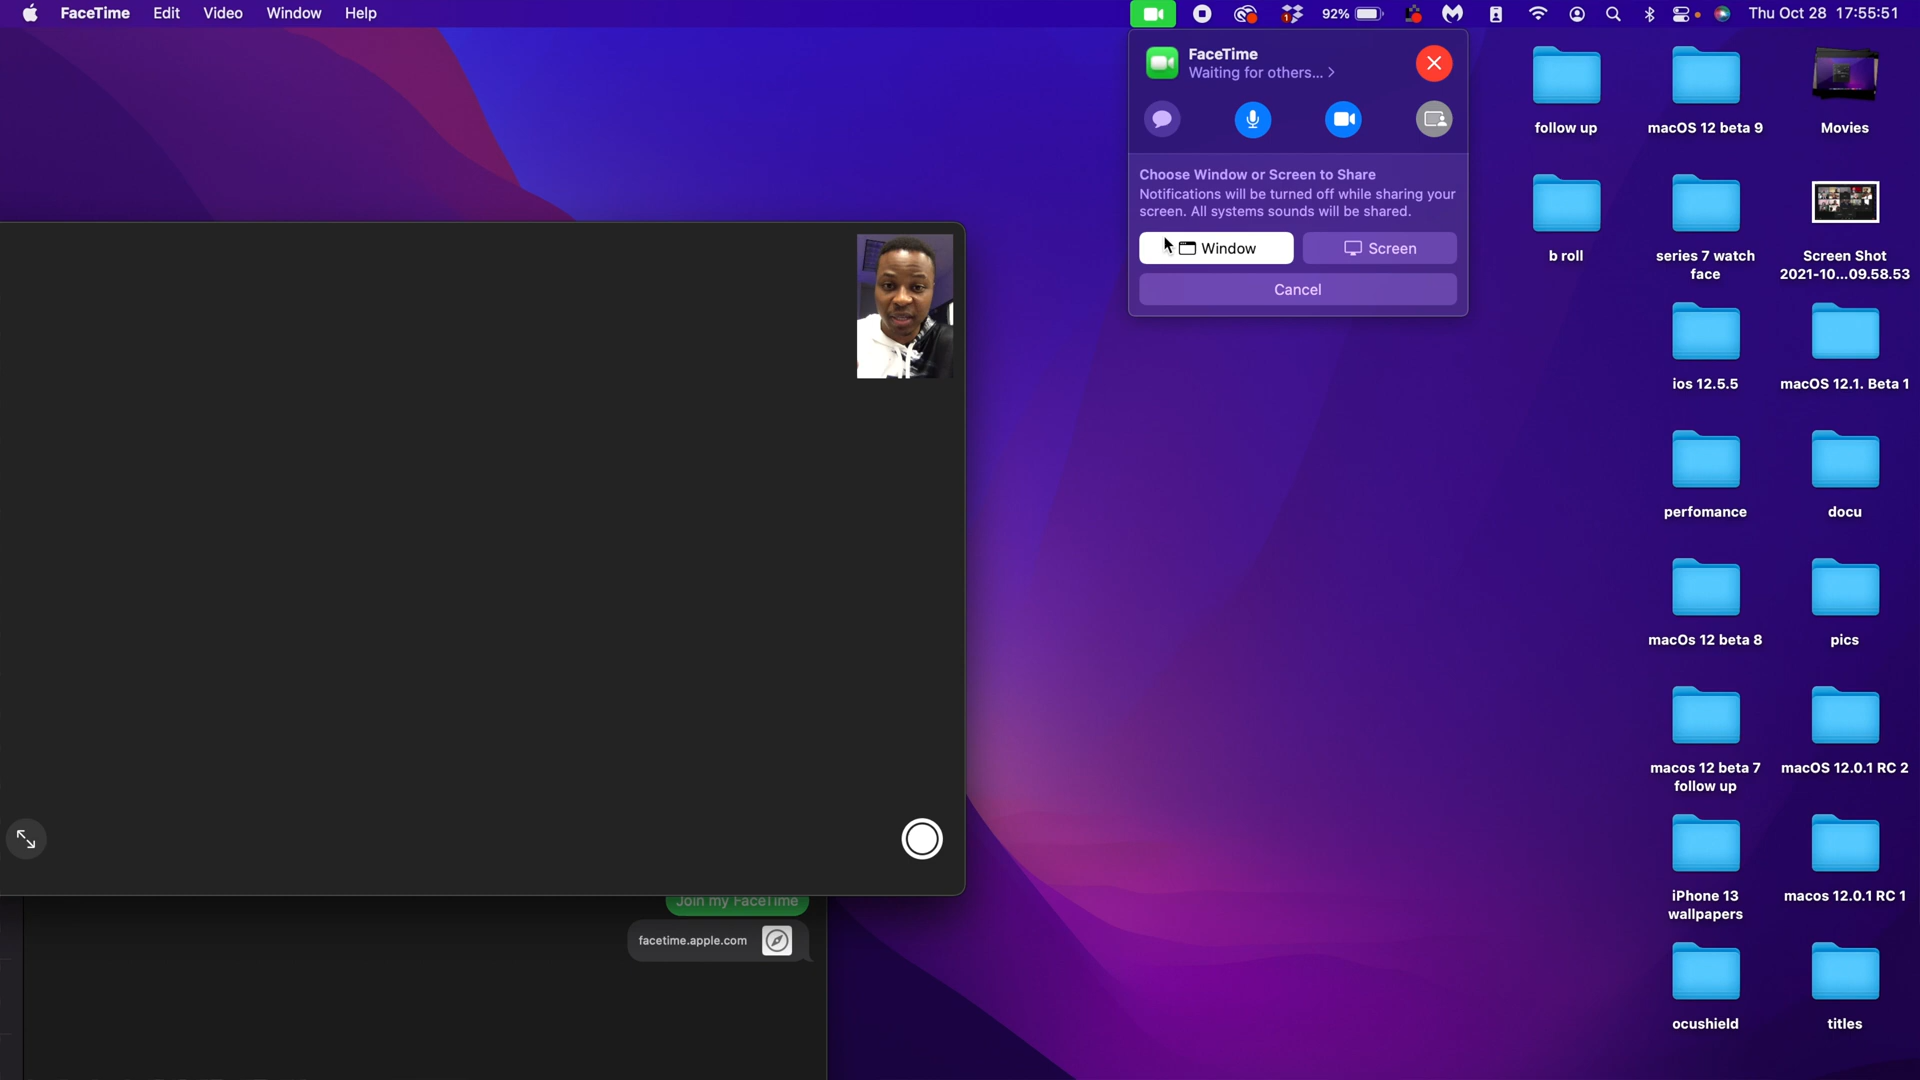 FaceTime Edit Video Window Help
92%
Thu Oct 28 17:55:51
1
FaceTime
Waiting for others... >
Choose Window or Screen to Share
Notifications will be turned off while sharing your
screen. All systems sounds will be shared.
Window
Screen
Cancel
follow up
macOS 12 beta 9
Movies
b roll
series 7 watch
face
Screen Shot
2021-10...09.58.53
ios 12.5.5
macOS 12.1. Beta 1
perfomance
docu
macOs 12 beta 8
pics
macos 12 beta 7
follow up
macOS 12.0.1 RC 2
iPhone 13
wallpapers
macos 12.0.1 RC 1
ocushield
titles
Join my FaceTime
facetime.apple.com